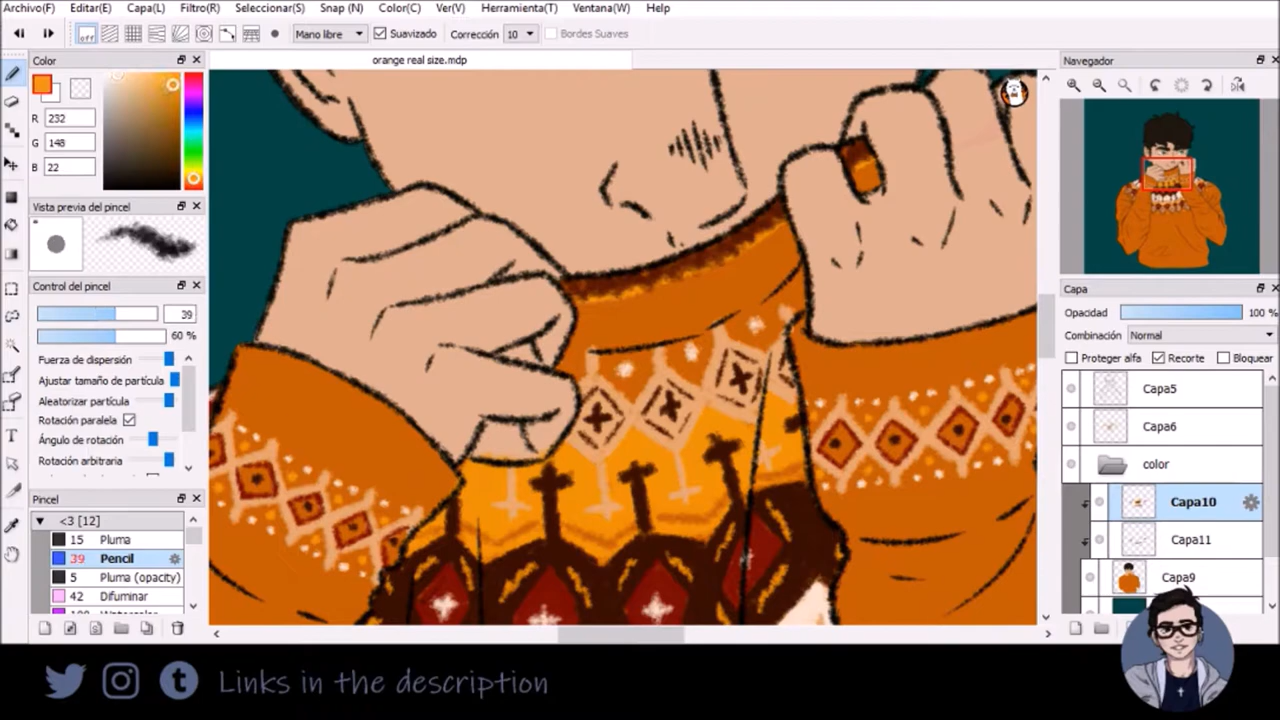 Archivo(F) Editar(E) Capa(L) Filtro(R) Seleccionar(S) Snap (N) Color(C) Ver(V) Herramienta(T) Ventana(W) Help
off Mano libre Suavizado Corrección 10 Bordes Suaves
Color
R 232
G 148
B 22
Vista previa del pincel
Control del pincel
39
60 %
Fuerza de dispersión
Ajustar tamaño de partícula
Aleatorizar partícula
Rotación paralela
Ángulo de rotación
Rotación arbitraria
Pincel
<3 [12]
15 Pluma
39 Pencil
5 Pluma (opacity)
42 Difuminar
orange real size.mdp
Navegador
Capa
Opacidad 100 %
Combinación Normal
Proteger alfa Recorte Bloquear
Capa5
Capa6
color
Capa10
Capa11
Capa9
Links in the description